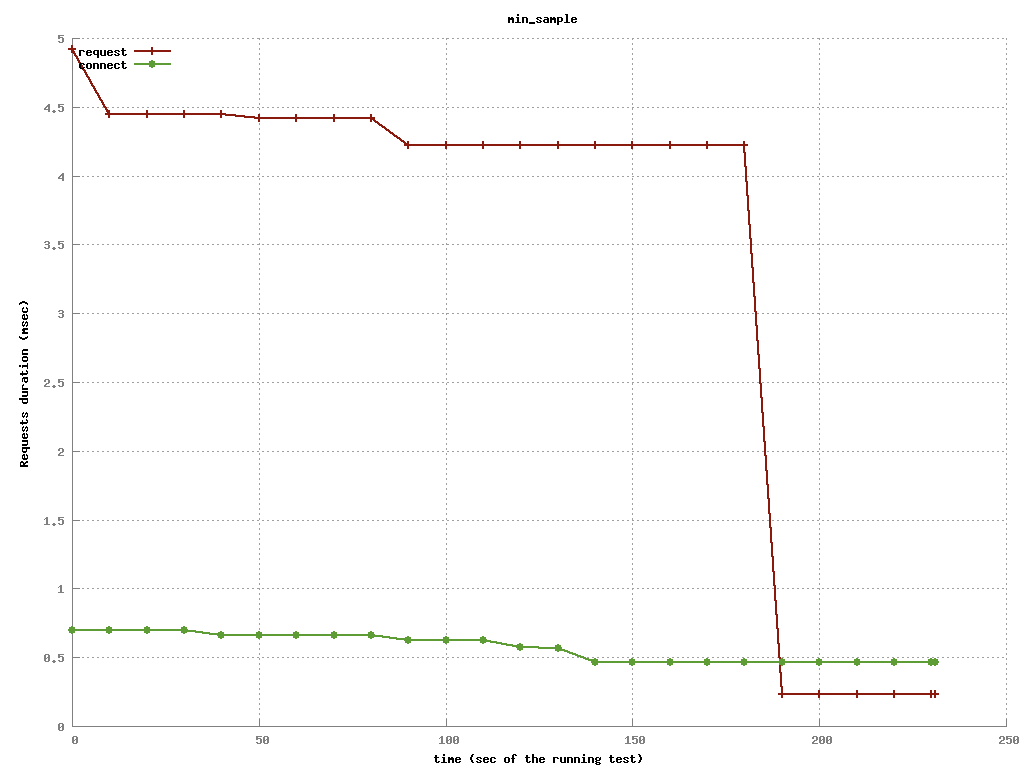 min_sample
request
connect
5
4.5
4
3.5
3
2.5
2
1.5
1
0.5
0
Requests duration (msec)
0 50 100 150 200 250
time (sec of the running test)